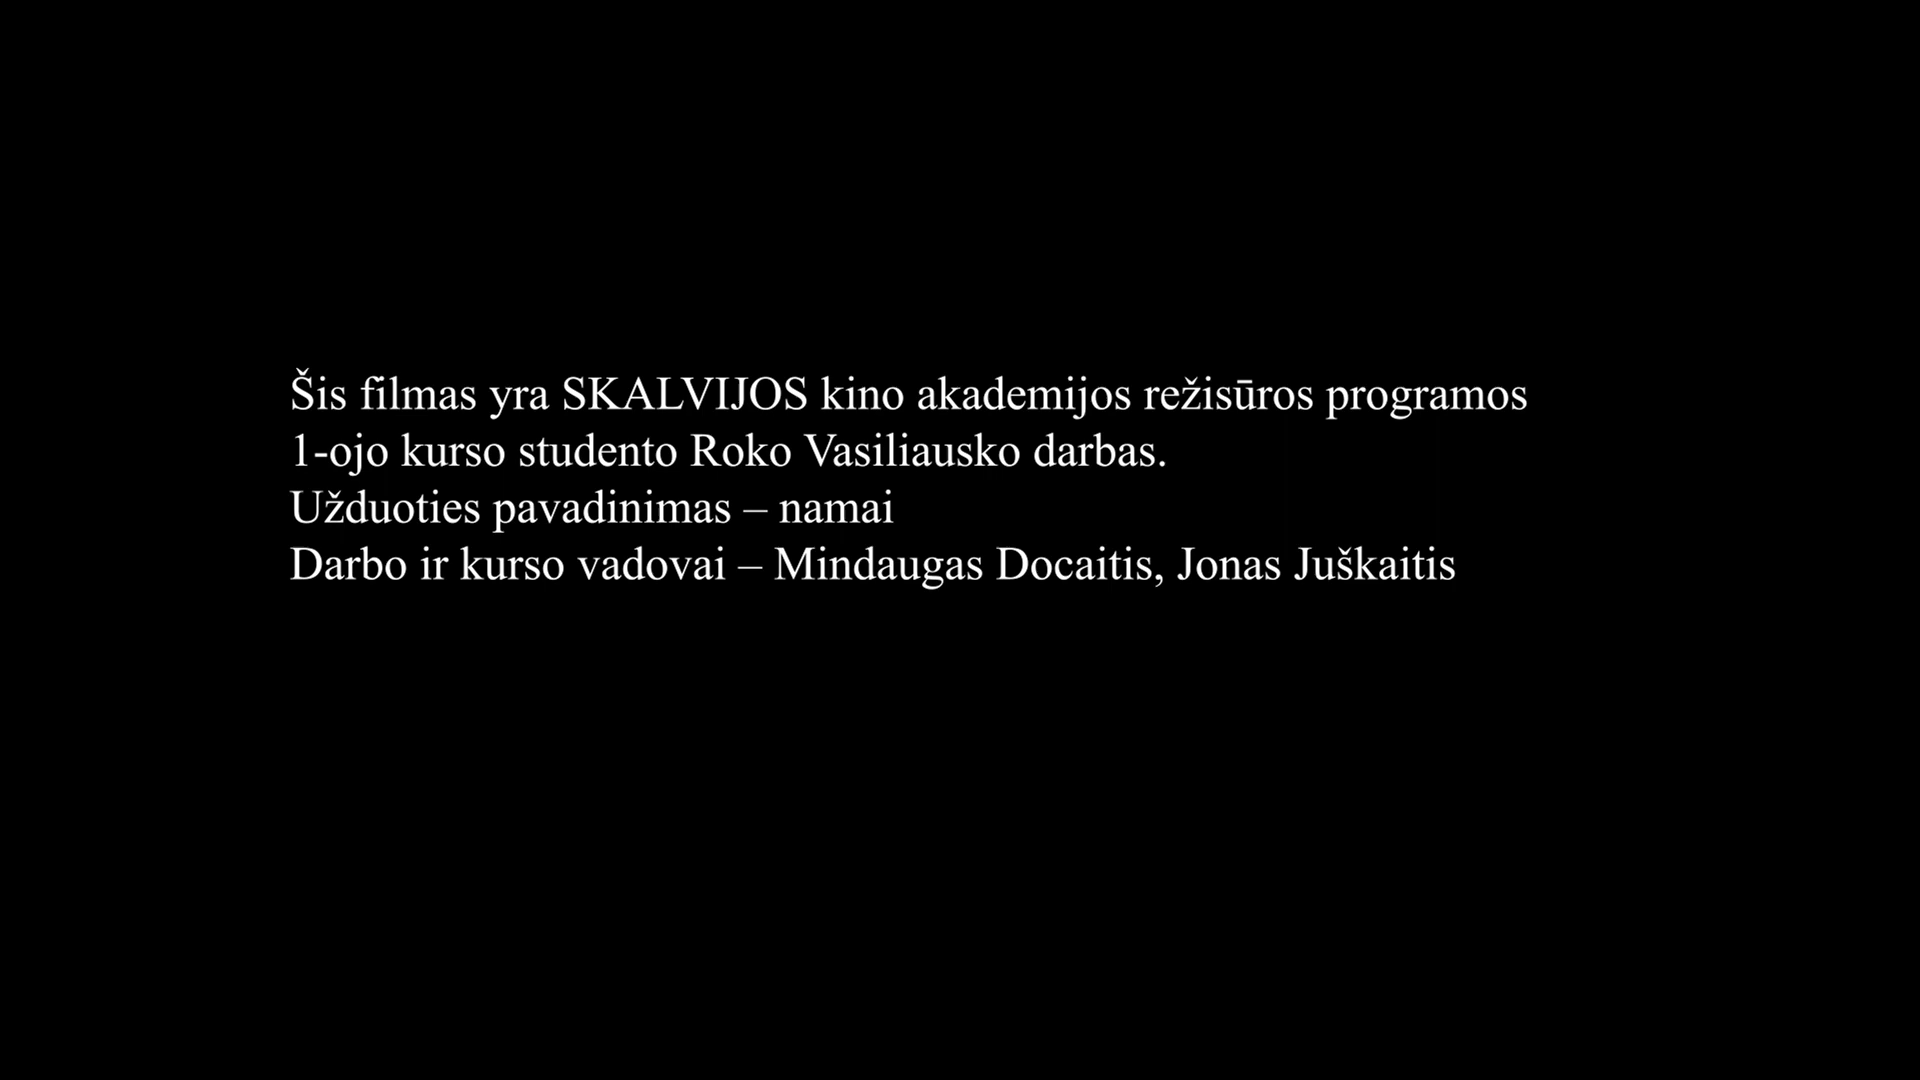 Šis filmas yra SKALVIJOS kino akademijos režisūros programos
1-ojo kurso studento Roko Vasiliausko darbas.
Užduoties pavadinimas – namai
Darbo ir kurso vadovai – Mindaugas Docaitis, Jonas Juškaitis